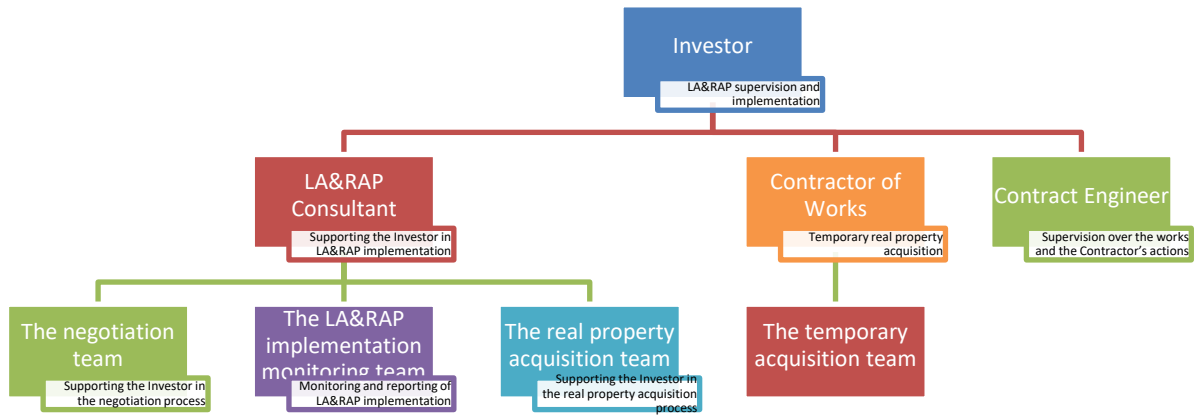 Investor
LA&RAP supervision and
implementation
LA&RAP
Consultant
Supporting the Investor in
LA&RAP implementation
Contractor of
Works
Temporary real property
acquisition
Contract Engineer
Supervision over the works
and the Contractor's actions
The negotiation
team
Supporting the Investor in
the negotiation process
The LA&RAP
implementation
monitoring team
Monitoring and reporting of
LA&RAP implementation
The real property
acquisition team
Supporting the Investor in
the real property acquisition
process
The temporary
acquisition team